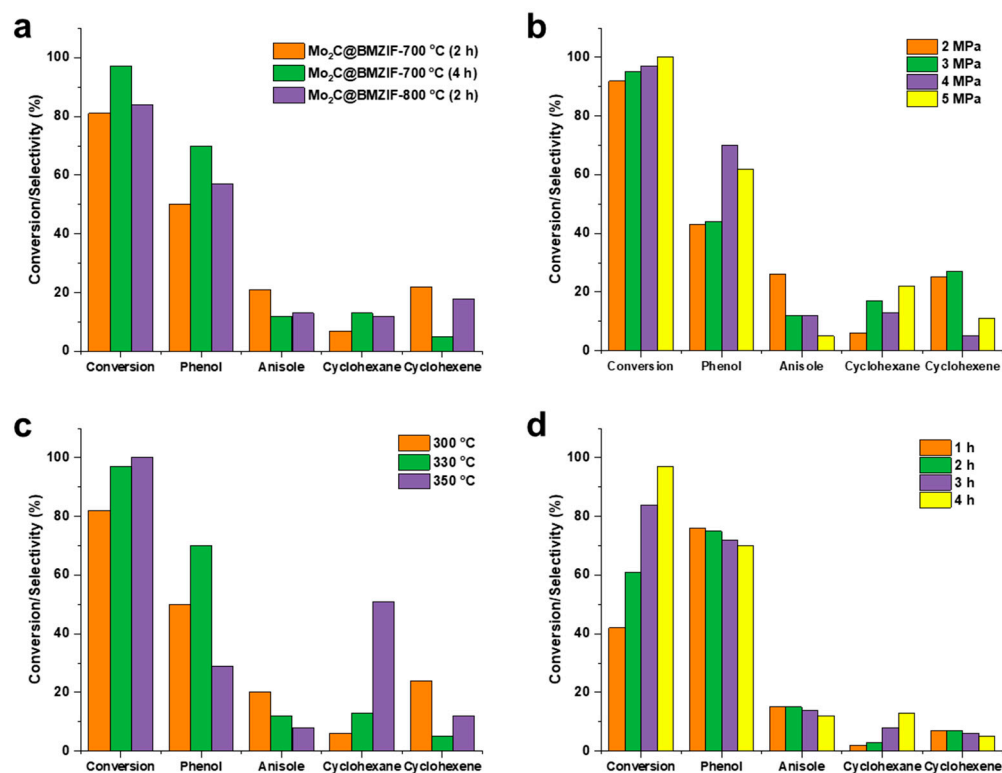 a
Mo₂C@BMZIF-700 °C (2 h)
Mo₂C@BMZIF-700 °C (4 h)
Mo₂C@BMZIF-800 °C (2 h)
Conversion/Selectivity (%)
100
80
60
40
20
0
Conversion Phenol Anisole Cyclohexane Cyclohexene
b
2 MPa
3 MPa
4 MPa
5 MPa
Conversion/Selectivity (%)
100
80
60
40
20
0
Conversion Phenol Anisole Cyclohexane Cyclohexene
c
300 °C
330 °C
350 °C
Conversion/Selectivity (%)
100
80
60
40
20
0
Conversion Phenol Anisole Cyclohexane Cyclohexene
d
1 h
2 h
3 h
4 h
Conversion/Selectivity (%)
100
80
60
40
20
0
Conversion Phenol Anisole Cyclohexane Cyclohexene